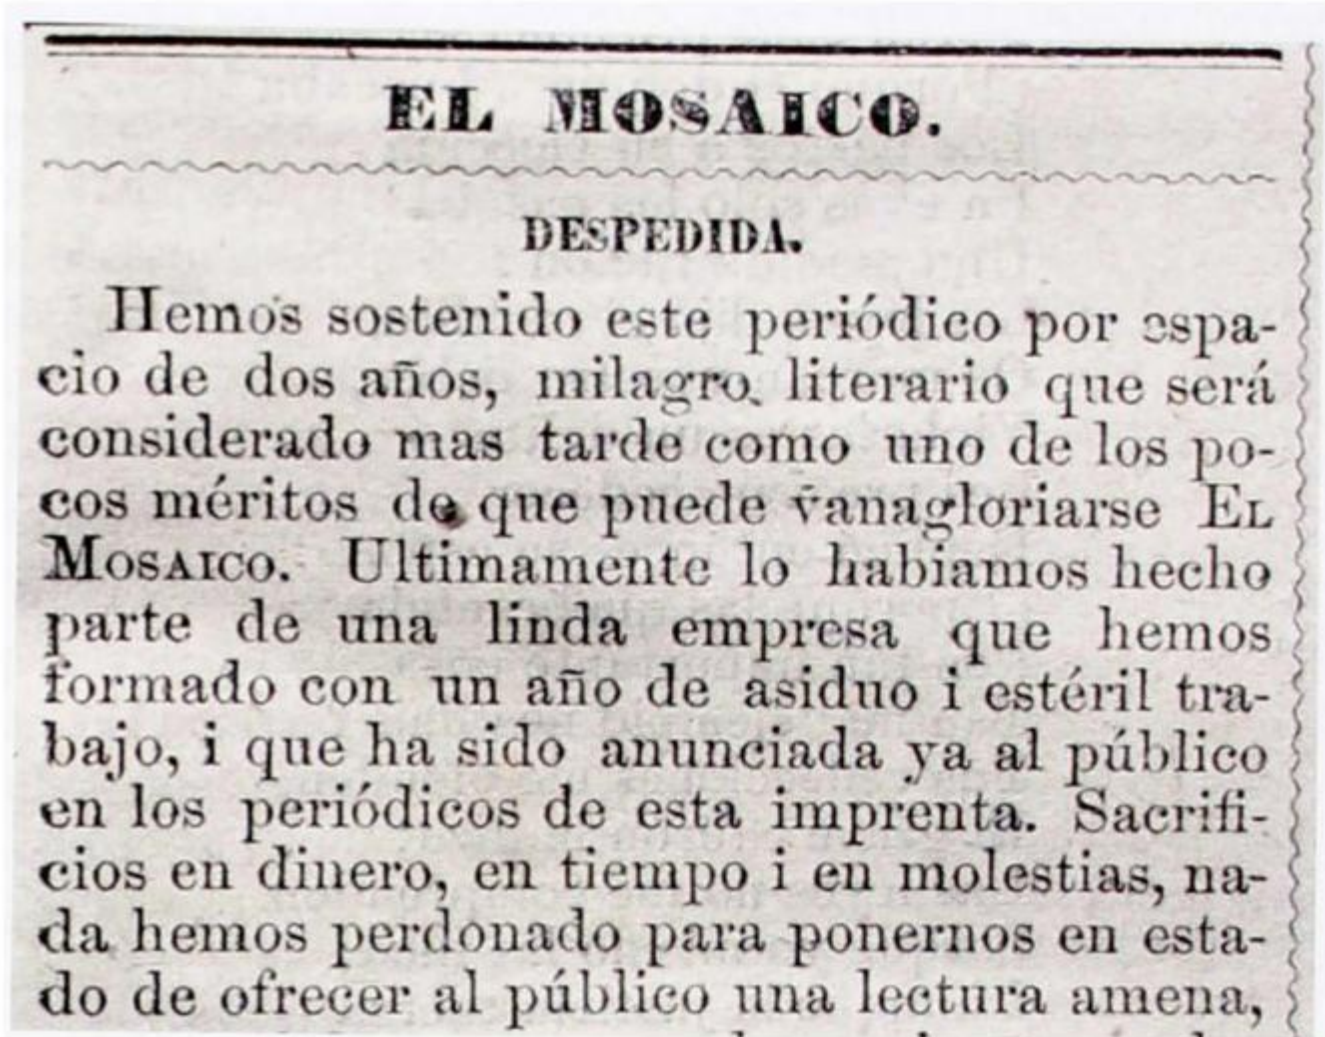 EL MOSAICO.
DESPEDIDA.
Hemos sostenido este periódico por espa-
cio de dos años, milagro literario que será
considerado mas tarde como uno de los po-
cos méritos de que puede vanagloriarse EL
MOSAICO. Ultimamente lo habiamos hecho
parte de una linda empresa que hemos
formado con un año de asiduo i estéril tra-
bajo, i que ha sido anunciada ya al público
en los periódicos de esta imprenta. Sacrifi-
cios en dinero, en tiempo i en molestias, na-
da hemos perdonado para ponernos en esta-
do de ofrecer al público una lectura amena,